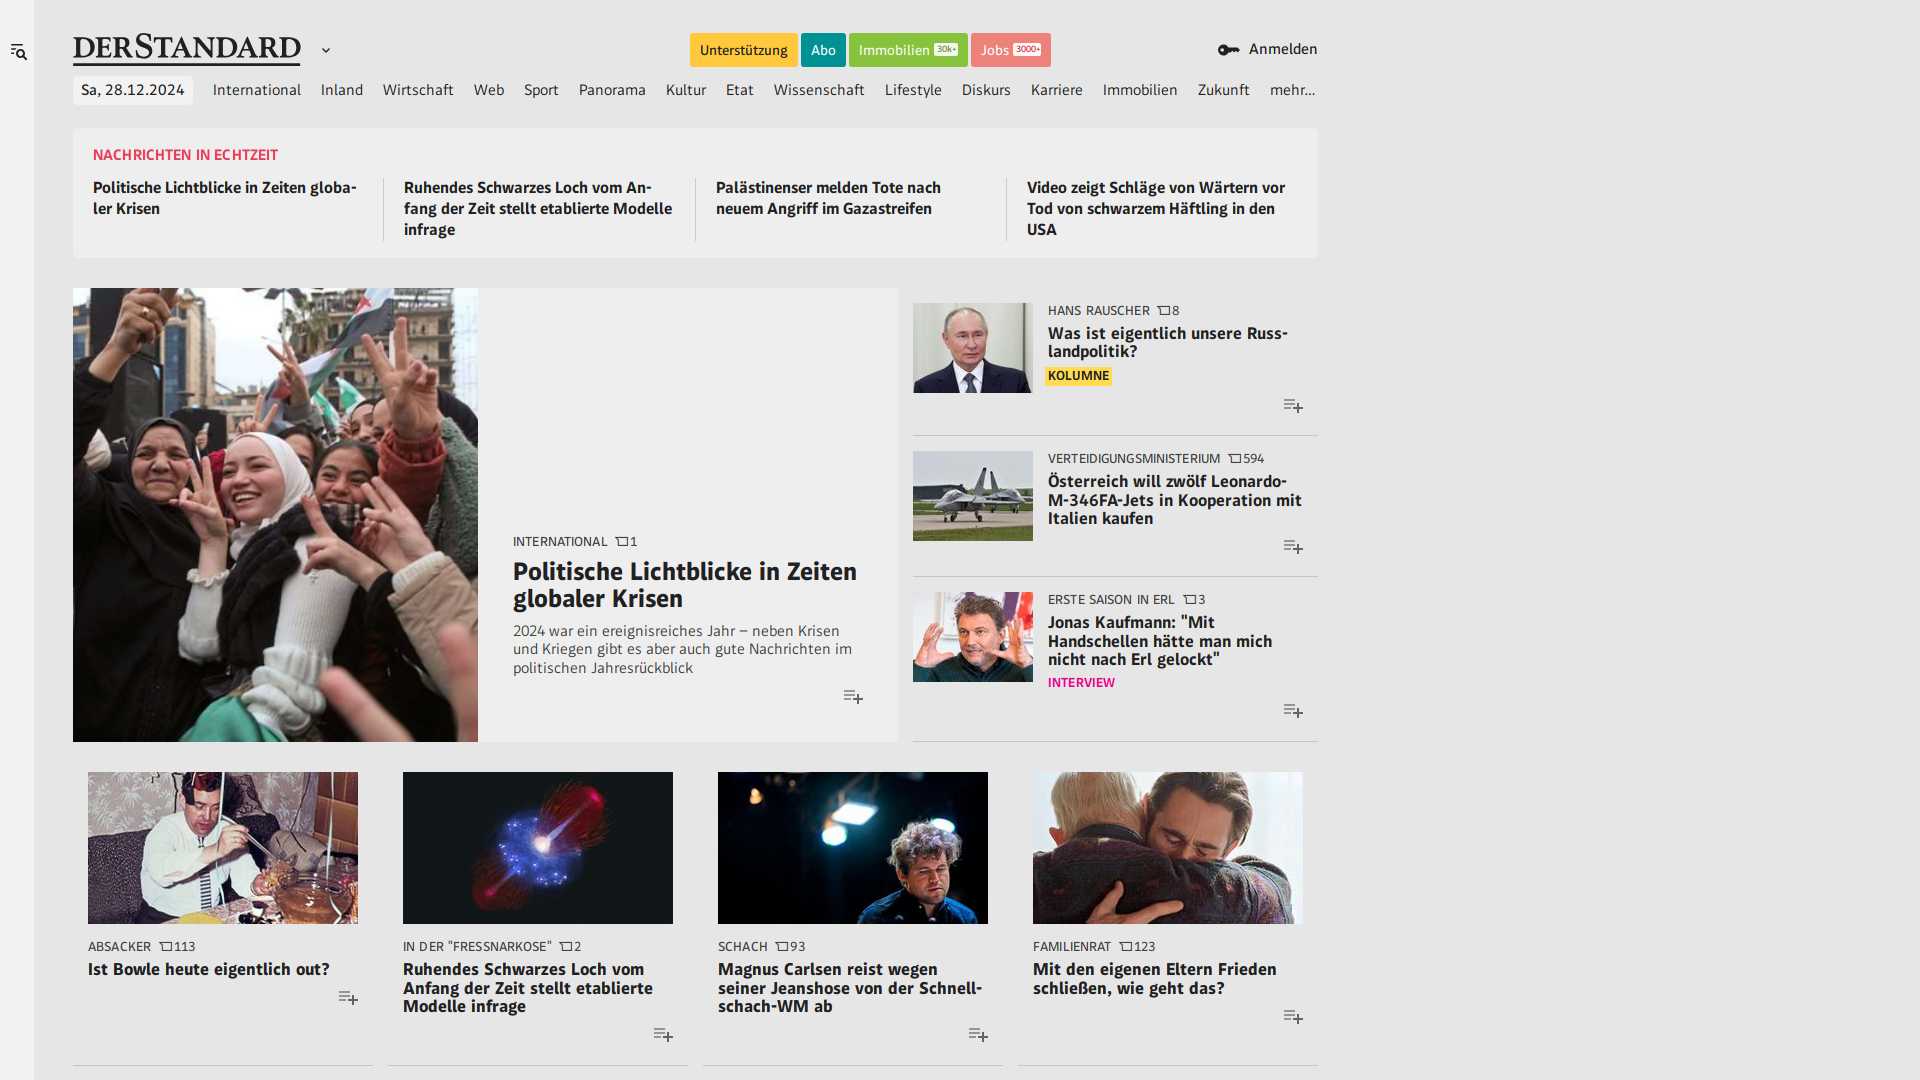 DERSTANDARD
Unterstützung
Abo
Immobilien 30k+
Jobs 3000+
Anmelden
Sa, 28.12.2024
International
Inland
Wirtschaft
Web
Sport
Panorama
Kultur
Etat
Wissenschaft
Lifestyle
Diskurs
Karriere
Immobilien
Zukunft
mehr...
NACHRICHTEN IN ECHTZEIT
Politische Lichtblicke in Zeiten globa-
ler Krisen
Ruhendes Schwarzes Loch vom An-
fang der Zeit stellt etablierte Modelle
infrage
Palästinenser melden Tote nach
neuem Angriff im Gazastreifen
Video zeigt Schläge von Wärtern vor
Tod von schwarzem Häftling in den
USA
INTERNATIONAL 1
Politische Lichtblicke in Zeiten
globaler Krisen
2024 war ein ereignisreiches Jahr – neben Krisen
und Kriegen gibt es aber auch gute Nachrichten im
politischen Jahresrückblick
HANS RAUSCHER 8
Was ist eigentlich unsere Russ-
landpolitik?
KOLUMNE
VERTEIDIGUNGSMINISTERIUM 594
Österreich will zwölf Leonardo-
M-346FA-Jets in Kooperation mit
Italien kaufen
ERSTE SAISON IN ERL 3
Jonas Kaufmann: "Mit
Handschellen hätte man mich
nicht nach Erl gelockt"
INTERVIEW
ABSACKER 113
Ist Bowle heute eigentlich out?
IN DER "FRESSNARKOSE" 2
Ruhendes Schwarzes Loch vom
Anfang der Zeit stellt etablierte
Modelle infrage
SCHACH 93
Magnus Carlsen reist wegen
seiner Jeanshose von der Schnell-
schach-WM ab
FAMILIENRAT 123
Mit den eigenen Eltern Frieden
schließen, wie geht das?